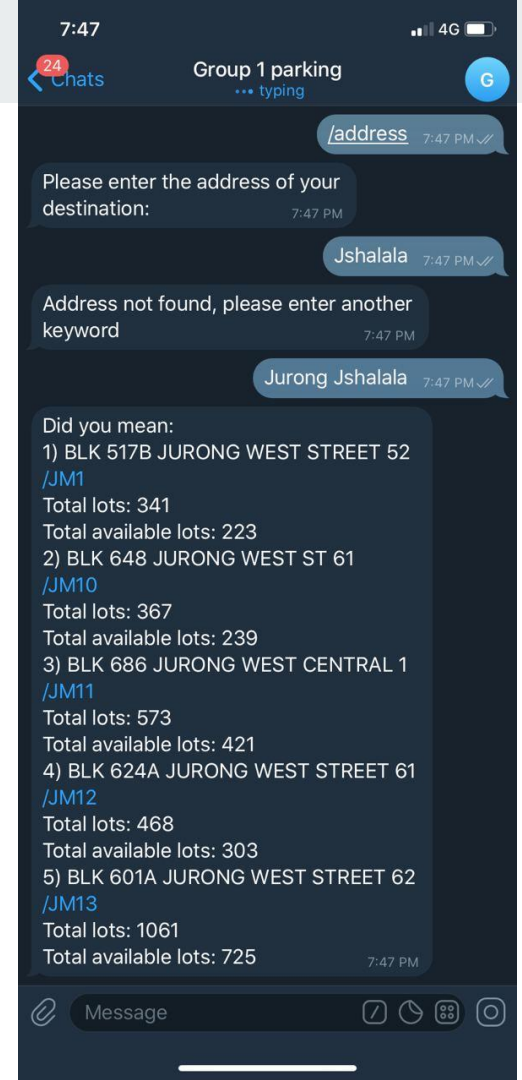 7:47
4G
24
Chats
Group 1 parking
typing
G
/address 7:47 PM
Please enter the address of your
destination: 7:47 PM
Jshalala 7:47 PM
Address not found, please enter another
keyword 7:47 PM
Jurong Jshalala 7:47 PM
Did you mean:
1) BLK 517B JURONG WEST STREET 52
/JM1
Total lots: 341
Total available lots: 223
2) BLK 648 JURONG WEST ST 61
/JM10
Total lots: 367
Total available lots: 239
3) BLK 686 JURONG WEST CENTRAL 1
/JM11
Total lots: 573
Total available lots: 421
4) BLK 624A JURONG WEST STREET 61
/JM12
Total lots: 468
Total available lots: 303
5) BLK 601A JURONG WEST STREET 62
/JM13
Total lots: 1061
Total available lots: 725 7:47 PM
Message